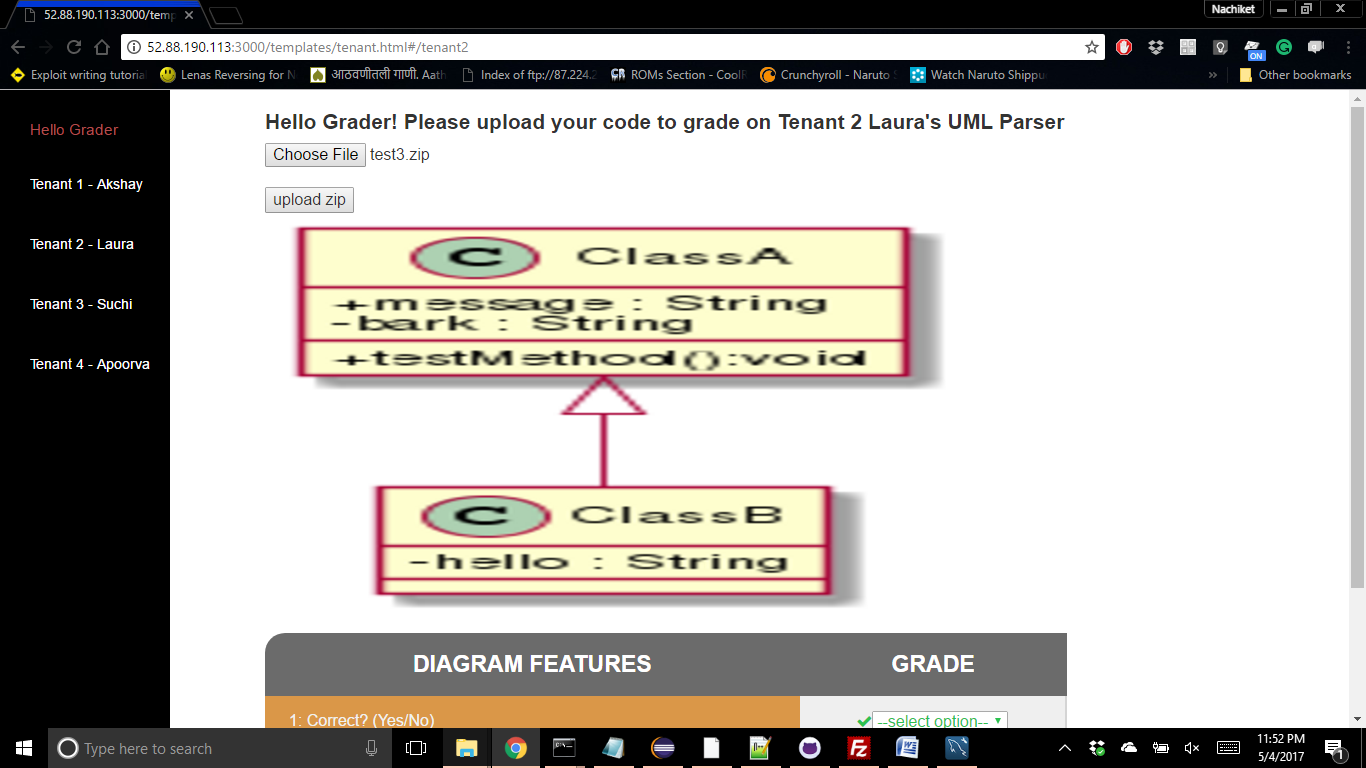 Nachiket
52.88.190.113:3000/temp
52.88.190.113:3000/templates/tenant.html#/tenant2
ON
Exploit writing tutoria
Lenas Reversing for N
आठवणीतली गाणी. Aath
Index of ftp://87.224.2
ROMs Section - CoolR
Crunchyroll - Naruto
Watch Naruto Shippu
»
Other bookmarks
Hello Grader
Tenant 1 - Akshay
Tenant 2 - Laura
Tenant 3 - Suchi
Tenant 4 - Apoorva
Hello Grader! Please upload your code to grade on Tenant 2 Laura's UML Parser
Choose File test3.zip
upload zip
C ClassA
+message : String
-bark : String
+testMethod():void
C ClassB
-hello : String
DIAGRAM FEATURES GRADE
1: Correct? (Yes/No) --select option--
Type here to search
11:52 PM
5/4/2017
1